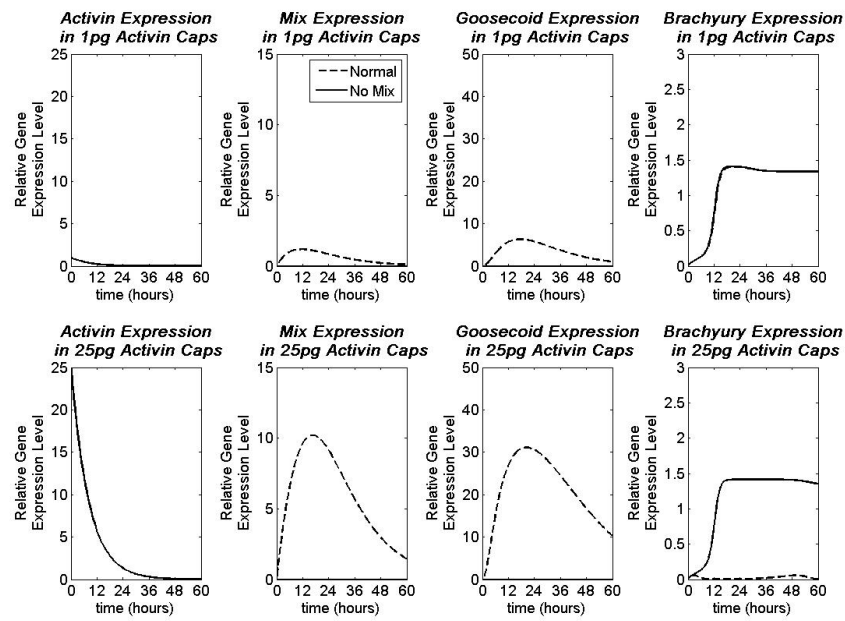 Activin Expression
in 1pg Activin Caps
Mix Expression
in 1pg Activin Caps
Goosecoid Expression
in 1pg Activin Caps
Brachyury Expression
in 1pg Activin Caps
Relative Gene
Expression Level
25
20
15
10
5
0
0 12 24 36 48 60
time (hours)
Relative Gene
Expression Level
15
10
5
0
Normal
No Mix
0 12 24 36 48 60
time (hours)
Relative Gene
Expression Level
50
40
30
20
10
0
0 12 24 36 48 60
time (hours)
Relative Gene
Expression Level
3
2.5
2
1.5
1
0.5
0
0 12 24 36 48 60
time (hours)
Activin Expression
in 25pg Activin Caps
Mix Expression
in 25pg Activin Caps
Goosecoid Expression
in 25pg Activin Caps
Brachyury Expression
in 25pg Activin Caps
Relative Gene
Expression Level
25
20
15
10
5
0
0 12 24 36 48 60
time (hours)
Relative Gene
Expression Level
15
10
5
0
0 12 24 36 48 60
time (hours)
Relative Gene
Expression Level
50
40
30
20
10
0
0 12 24 36 48 60
time (hours)
Relative Gene
Expression Level
3
2.5
2
1.5
1
0.5
0
0 12 24 36 48 60
time (hours)